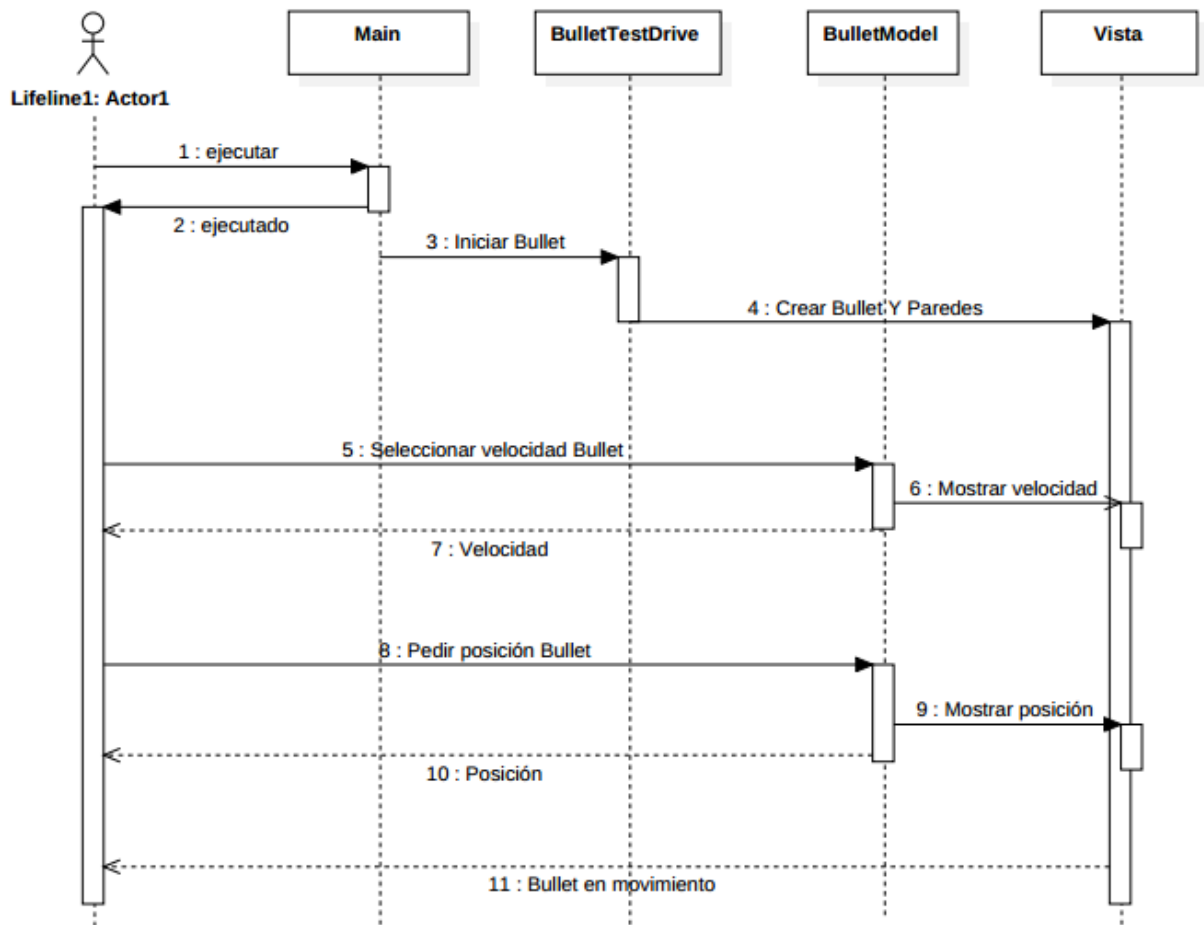 Main
BulletTestDrive
BulletModel
Vista
Lifeline1: Actor1
1 : ejecutar
2 : ejecutado
3 : Iniciar Bullet
4 : Crear Bullet Y Paredes
5 : Seleccionar velocidad Bullet
6 : Mostrar velocidad
7 : Velocidad
8 : Pedir posición Bullet
9 : Mostrar posición
10 : Posición
11 : Bullet en movimiento